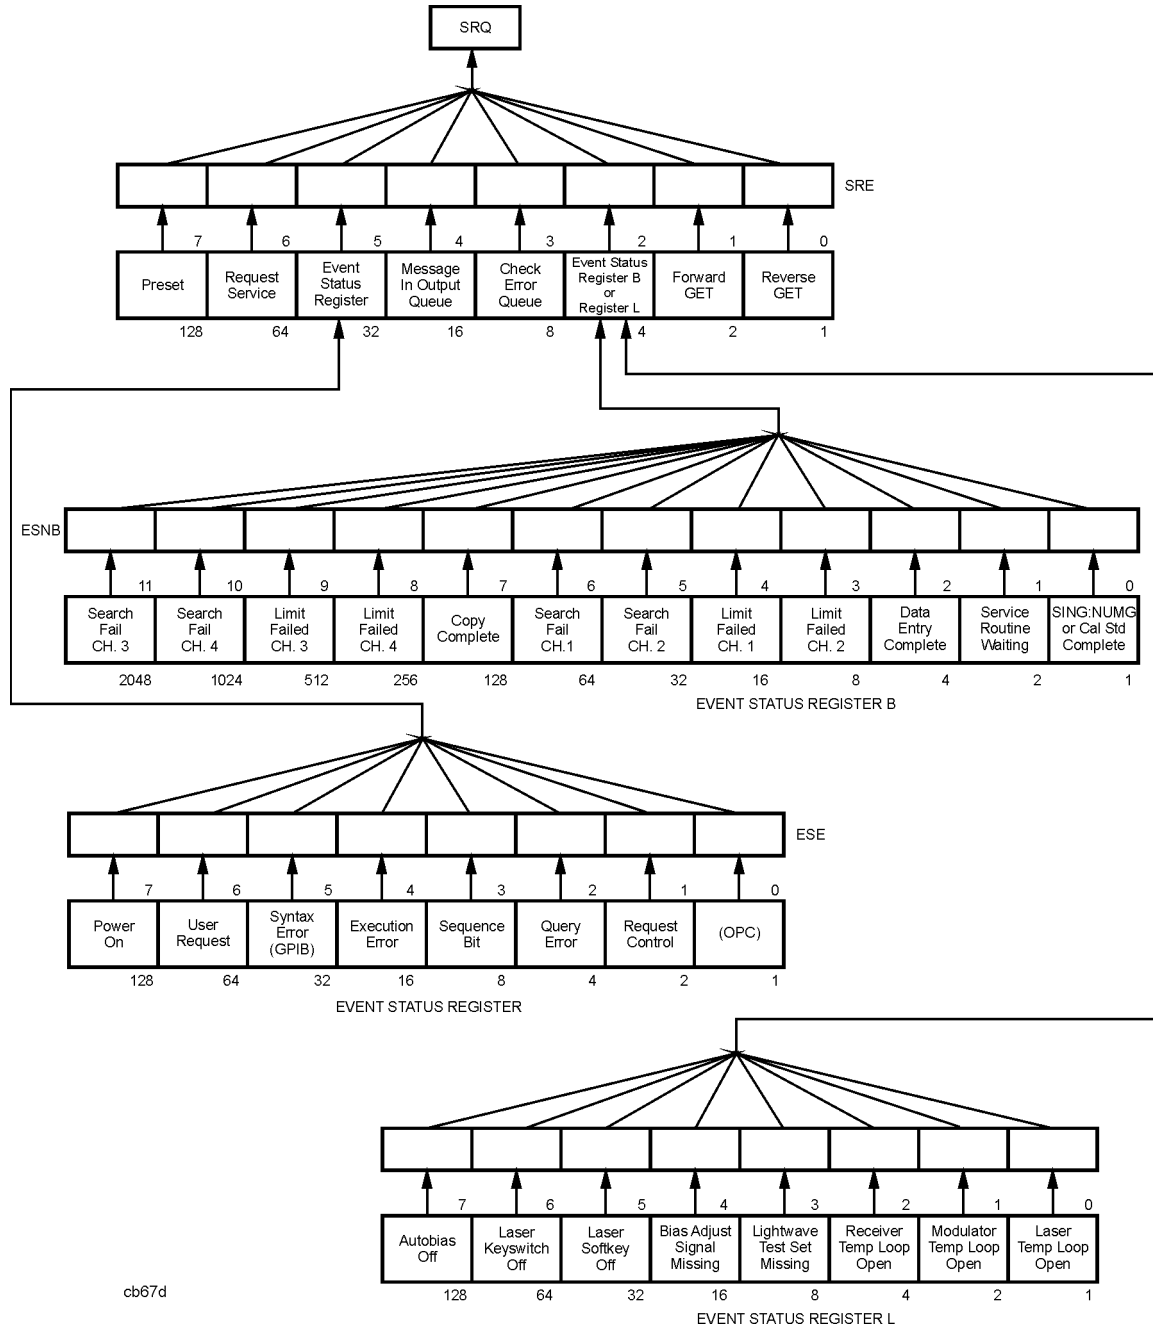 SRQ
SRE
7 6 5 4 3 2 1 0
Preset
Request
Service
Event
Status
Register
Message
In Output
Queue
Check
Error
Queue
Event Status
Register B
or
Register L
Forward
GET
Reverse
GET
128 64 32 16 8 4 2 1
ESNB
11 10 9 8 7 6 5 4 3 2 1 0
Search
Fail
CH. 3
Search
Fail
CH. 4
Limit
Failed
CH. 3
Limit
Failed
CH. 4
Copy
Complete
Search
Fail
CH.1
Search
Fail
CH. 2
Limit
Failed
CH. 1
Limit
Failed
CH. 2
Data
Entry
Complete
Service
Routine
Waiting
SING:NUMG
or Cal Std
Complete
2048 1024 512 256 128 64 32 16 8 4 2 1
EVENT STATUS REGISTER B
ESE
7 6 5 4 3 2 1 0
Power
On
User
Request
Syntax
Error
(GPIB)
Execution
Error
Sequence
Bit
Query
Error
Request
Control
(OPC)
128 64 32 16 8 4 2 1
EVENT STATUS REGISTER
7 6 5 4 3 2 1 0
Autobias
Off
Laser
Keyswitch
Off
Laser
Softkey
Off
Bias Adjust
Signal
Missing
Lightwave
Test Set
Missing
Receiver
Temp Loop
Open
Modulator
Temp Loop
Open
Laser
Temp Loop
Open
128 64 32 16 8 4 2 1
cb67d
EVENT STATUS REGISTER L